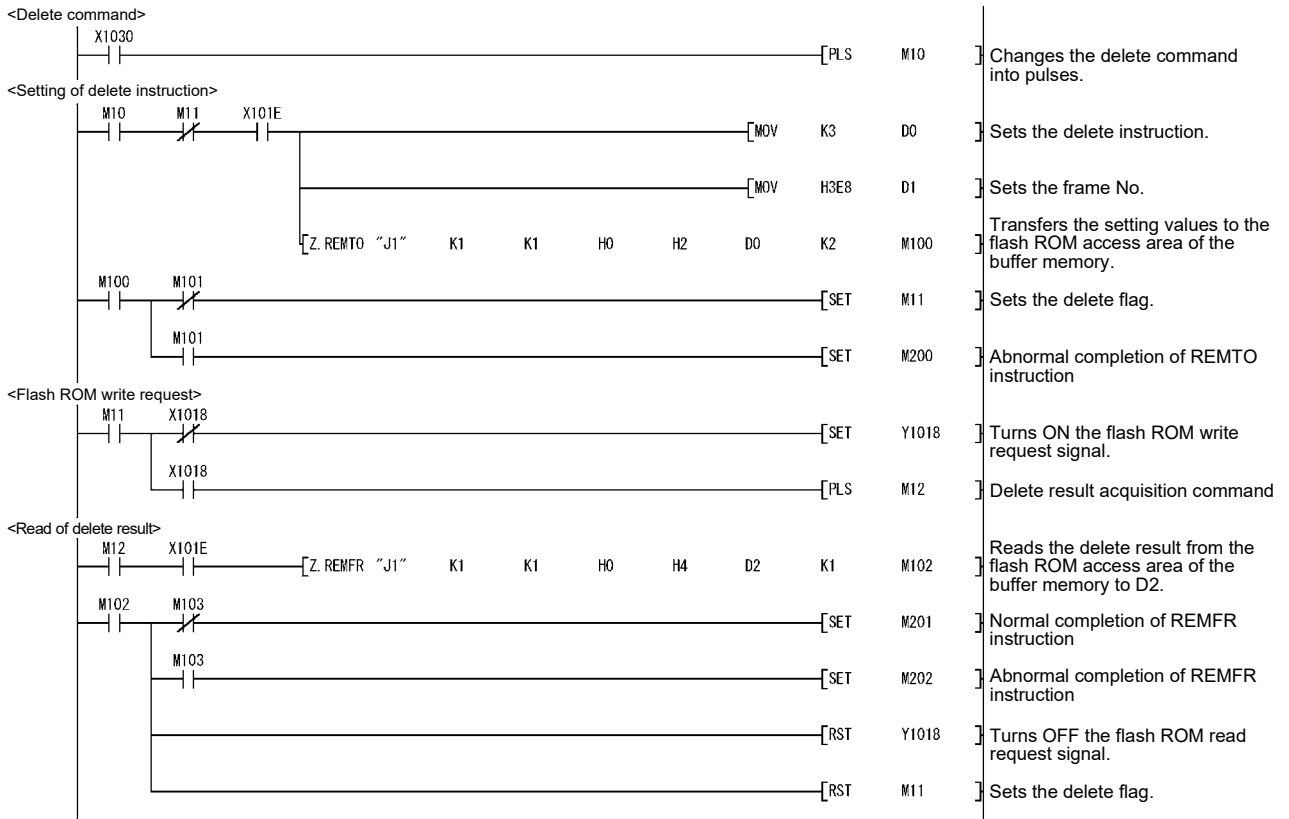 <Delete command>
X1030
PLS M10 Changes the delete command
into pulses.
<Setting of delete instruction>
M10 M11 X101E
MOV K3 D0 Sets the delete instruction.
MOV H3E8 D1 Sets the frame No.
Z.REMTO "J1" K1 K1 H0 H2 D0 K2 M100 Transfers the setting values to the
flash ROM access area of the
buffer memory.
M100 M101
SET M11 Sets the delete flag.
M101
SET M200 Abnormal completion of REMTO
instruction
<Flash ROM write request>
M11 X1018
SET Y1018 Turns ON the flash ROM write
request signal.
X1018
PLS M12 Delete result acquisition command
<Read of delete result>
M12 X101E
Z.REMFR "J1" K1 K1 H0 H4 D2 K1 M102 Reads the delete result from the
flash ROM access area of the
buffer memory to D2.
M102 M103
SET M201 Normal completion of REMFR
instruction
M103
SET M202 Abnormal completion of REMFR
instruction
RST Y1018 Turns OFF the flash ROM read
request signal.
RST M11 Sets the delete flag.